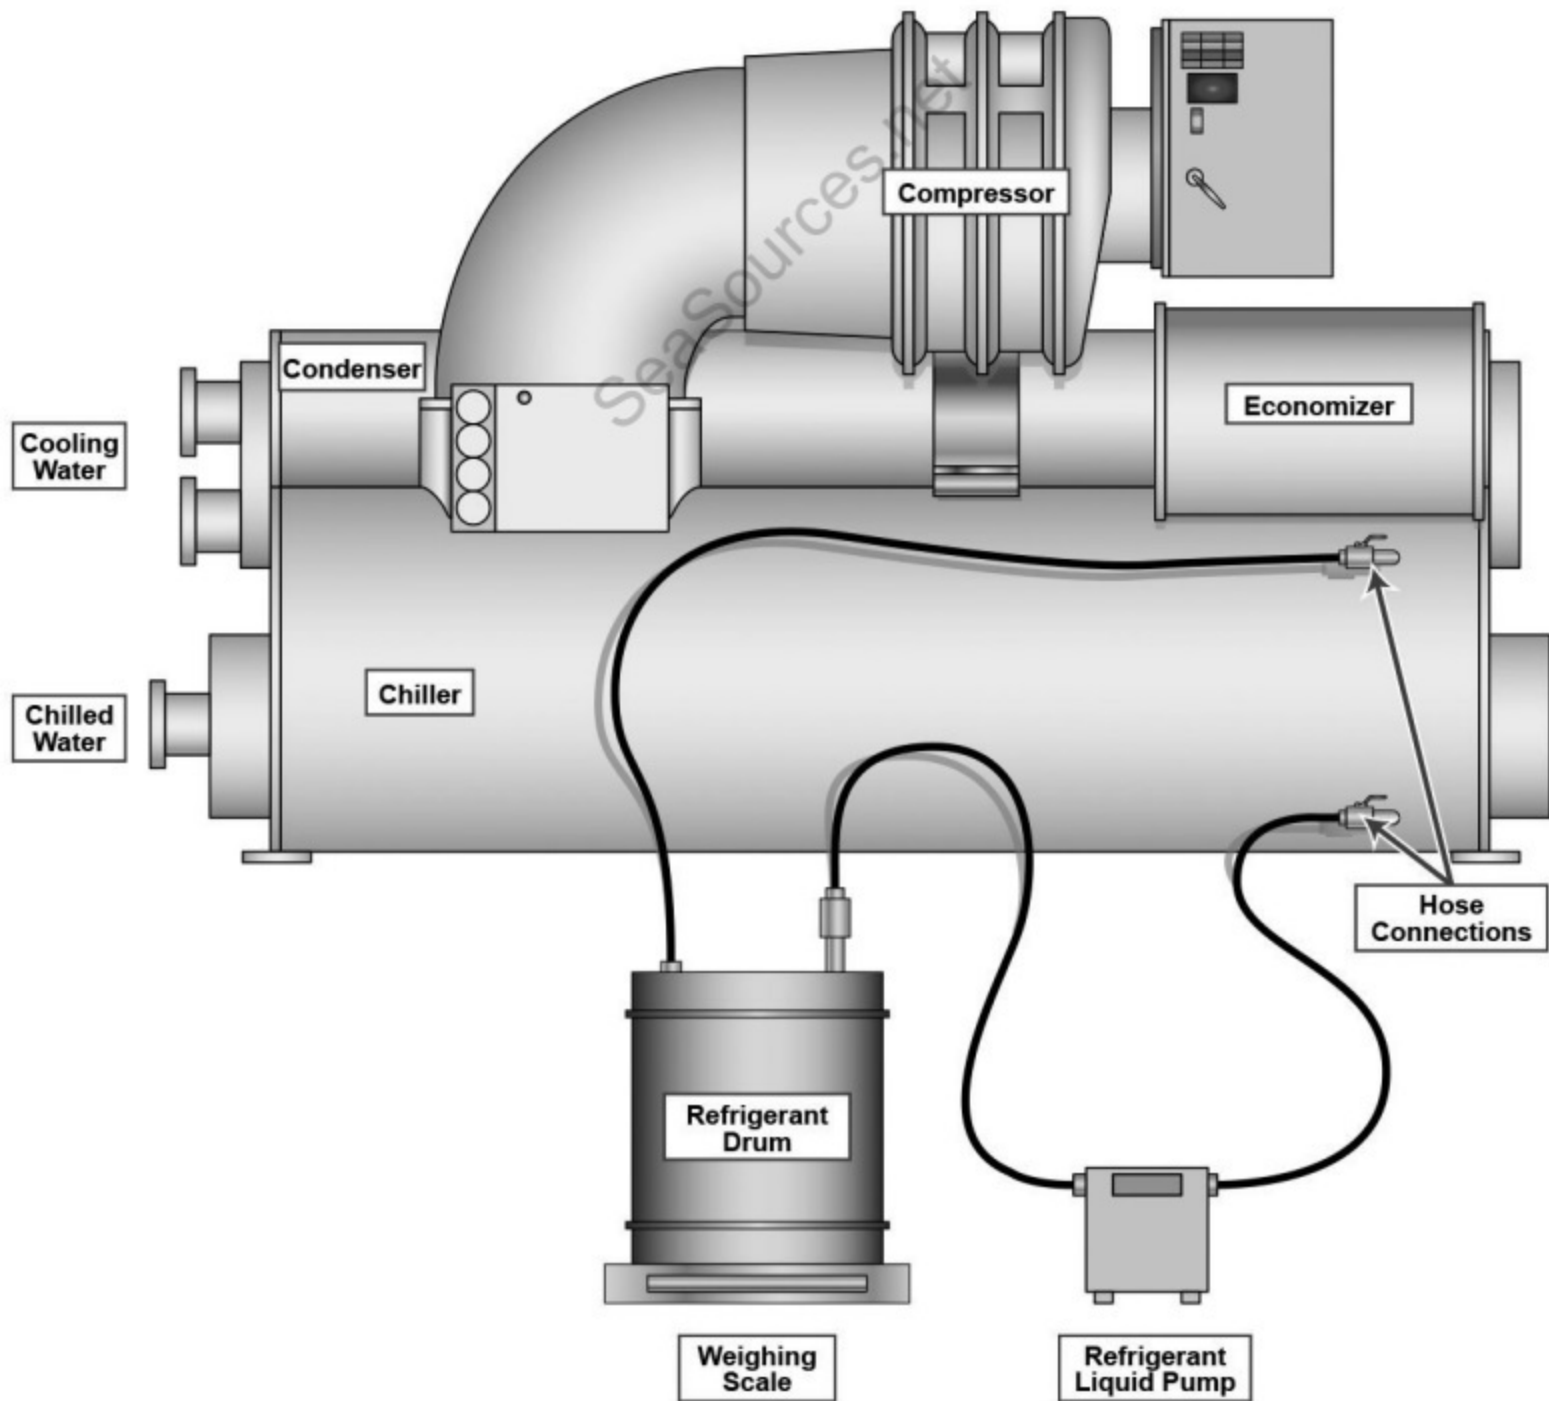 SeaSources.net
Compressor
Condenser
Economizer
Cooling
Water
Chiller
Chilled
Water
Hose
Connections
Refrigerant
Drum
Weighing
Scale
Refrigerant
Liquid Pump